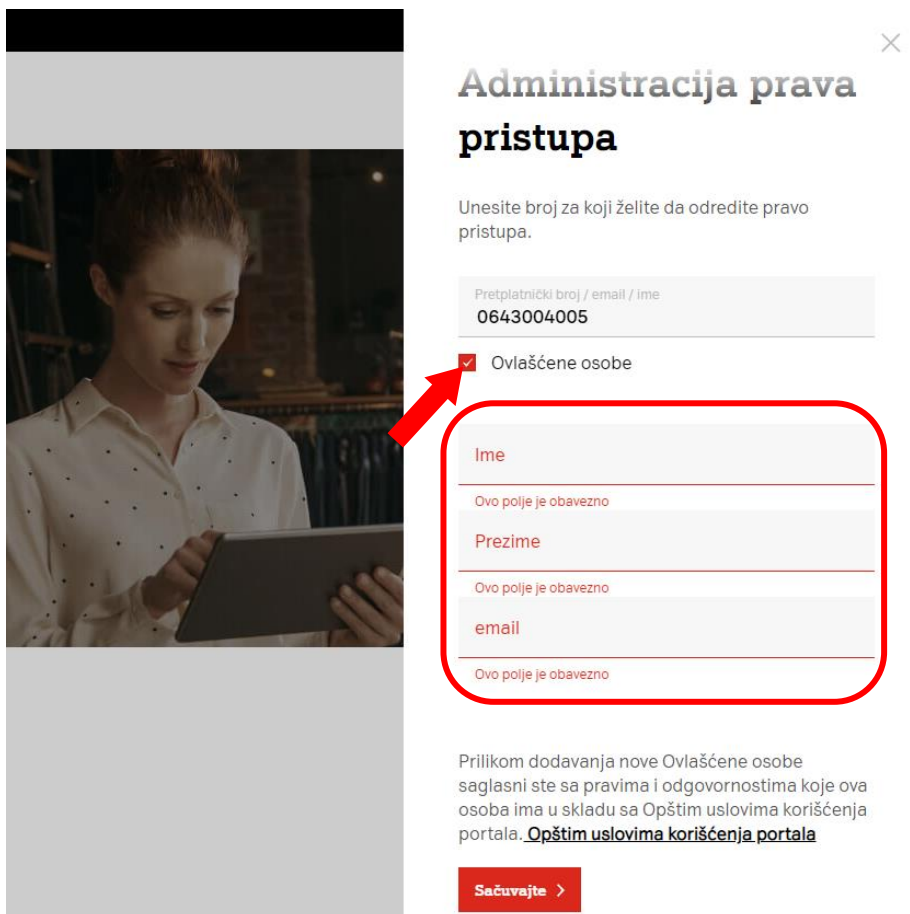 Administracija prava
pristupa
Unesite broj za koji želite da odredite pravo
pristupa.
Pretplatnički broj / email / ime
0643004005
Ovlašćene osobe
Ime
Ovo polje je obavezno
Prezime
Ovo polje je obavezno
email
Ovo polje je obavezno
Prilikom dodavanja nove Ovlašćene osobe
saglasni ste sa pravima i odgovornostima koje ova
osoba ima u skladu sa Opštim uslovima korišćenja
portala. Opštim uslovima korišćenja portala
Sačuvajte